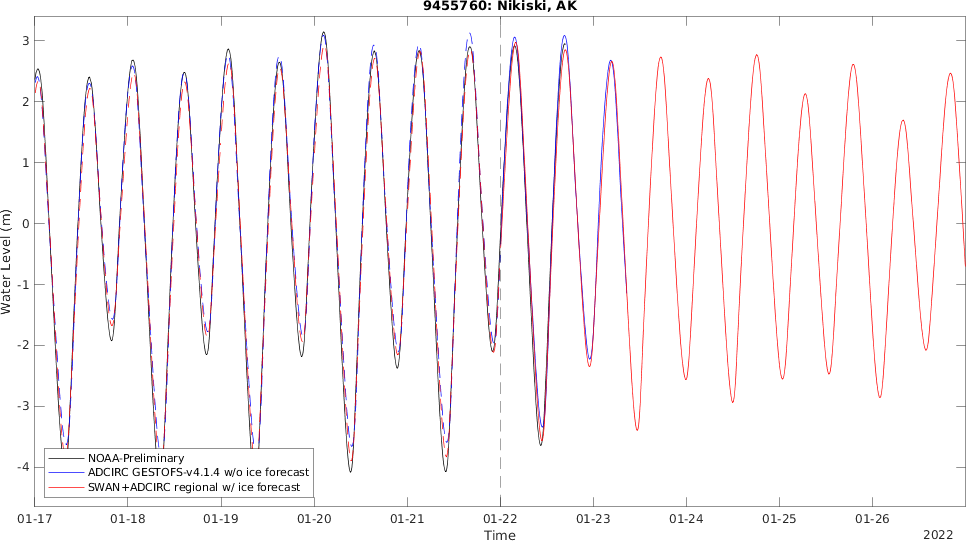 9455760: Nikiski, AK
3
2
1
0
-1
-2
-3
-4
Water Level (m)
NOAA-Preliminary
ADCIRC GESTOFS-v4.1.4 w/o ice forecast
SWAN+ADCIRC regional w/ ice forecast
01-17 01-18 01-19 01-20 01-21 01-22 01-23 01-24 01-25 01-26
Time
2022